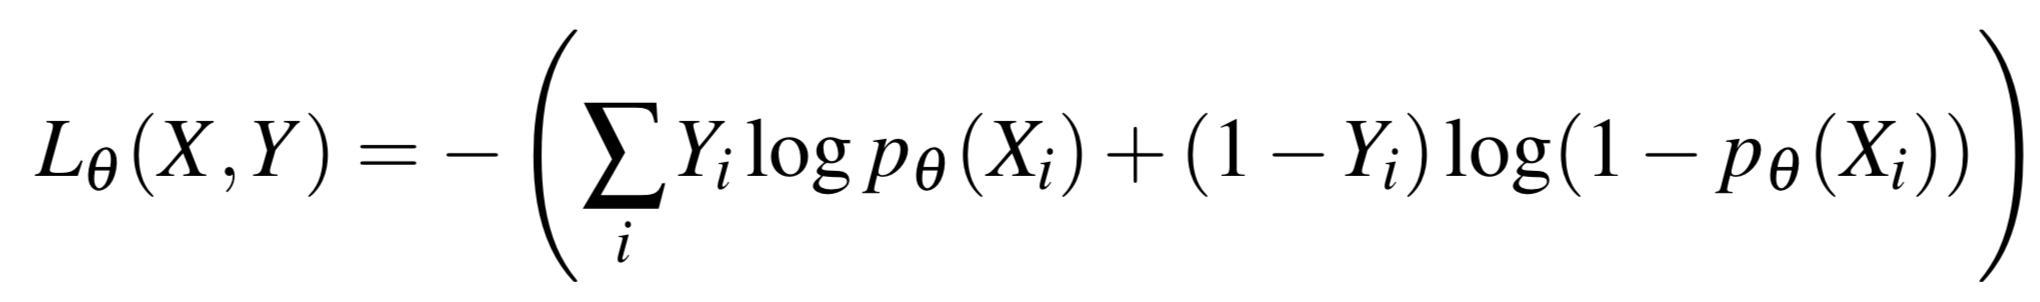 L_θ(X,Y) = −(∑_i Y_i log p_θ(X_i) + (1 − Y_i) log(1 − p_θ(X_i)))